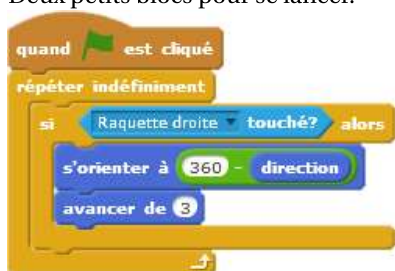 Deux petits blocs pour se lancer.
quand est cliqué
répéter indéfiniment
si Raquette droite touché? alors
s'orienter à 360 - direction
avancer de 3